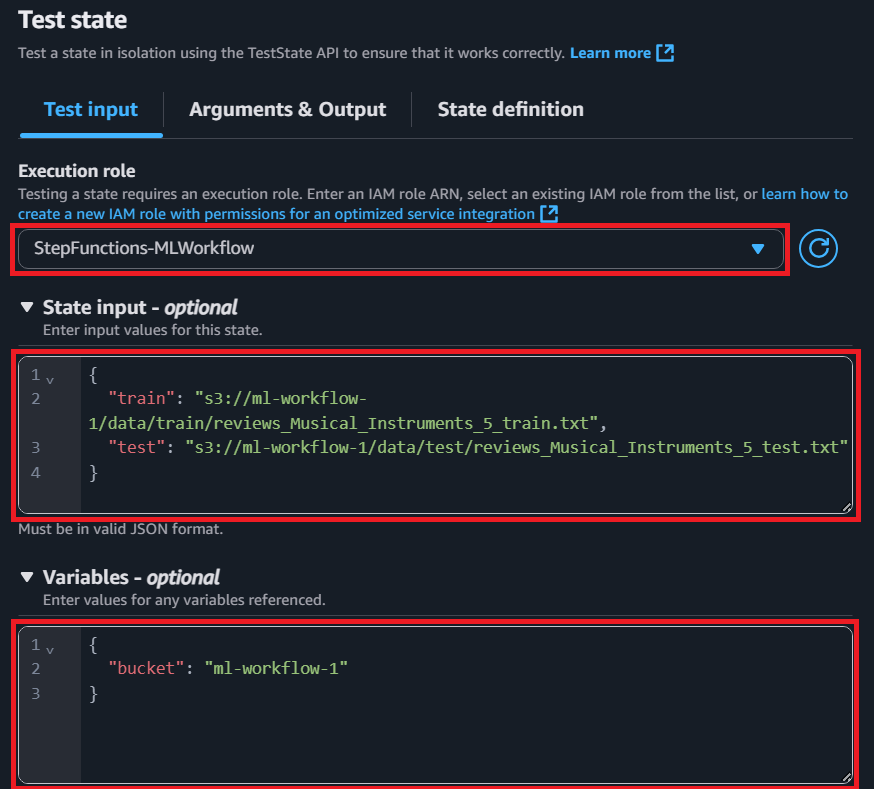 Test state
Test a state in isolation using the TestState API to ensure that it works correctly. Learn more
Test input
Arguments & Output
State definition
Execution role
Testing a state requires an execution role. Enter an IAM role ARN, select an existing IAM role from the list, or learn how to
create a new IAM role with permissions for an optimized service integration
StepFunctions-MLWorkflow
State input - optional
Enter input values for this state.
1 {
2 "train": "s3://ml-workflow-
1/data/train/reviews_Musical_Instruments_5_train.txt",
3 "test": "s3://ml-workflow-1/data/test/reviews_Musical_Instruments_5_test.txt"
4 }
Must be in valid JSON format.
Variables - optional
Enter values for any variables referenced.
1 {
2 "bucket": "ml-workflow-1"
3 }